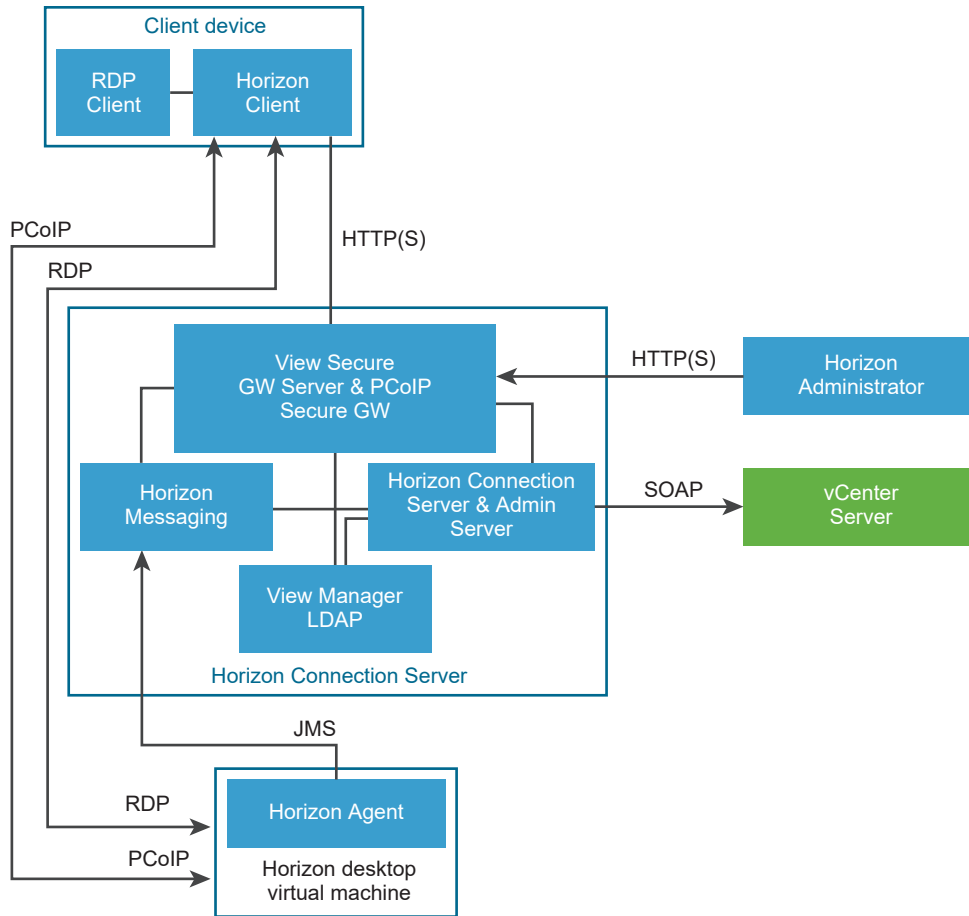 Client device
RDP
Client
Horizon
Client
PCoIP
HTTP(S)
RDP
View Secure
GW Server & PCoIP
Secure GW
HTTP(S)
Horizon
Administrator
Horizon
Messaging
Horizon Connection
Server & Admin
Server
SOAP
vCenter
Server
View Manager
LDAP
Horizon Connection Server
JMS
RDP
Horizon Agent
PCoIP
Horizon desktop
virtual machine